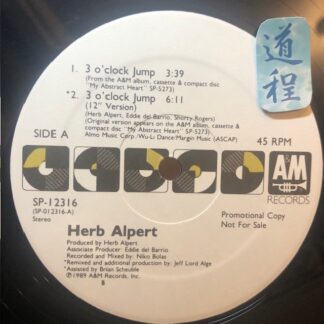 道程
1. 3 o'clock Jump 3:39
(From the A&M album, cassette & compact disc
"My Abstract Heart" SP-5273)
*2. 3 o'clock Jump 6:11
(12" Version)
(Herb Alpert, Eddie del Barrio, Shorty Rogers)
(Original version appears on the A&M album, cassette &
compact disc "My Abstract Heart" SP-5273)
Almo Music Corp./Wu-Li Dance/Margin Music (ASCAP)
SIDE A
45 RPM
A&M
RECORDS
SP-12316
(SP-012316-A)
Stereo
Promotional Copy
Not For Sale
Herb Alpert
Produced by Herb Alpert
Associate Producer: Eddie del Barrio
Recorded and Mixed by Niko Bolas
*Remixed and additional production by: Jeff Lord Alge
*Assisted by Brian Scheuble
Ⓟ1989 A&M Records, Inc.
B